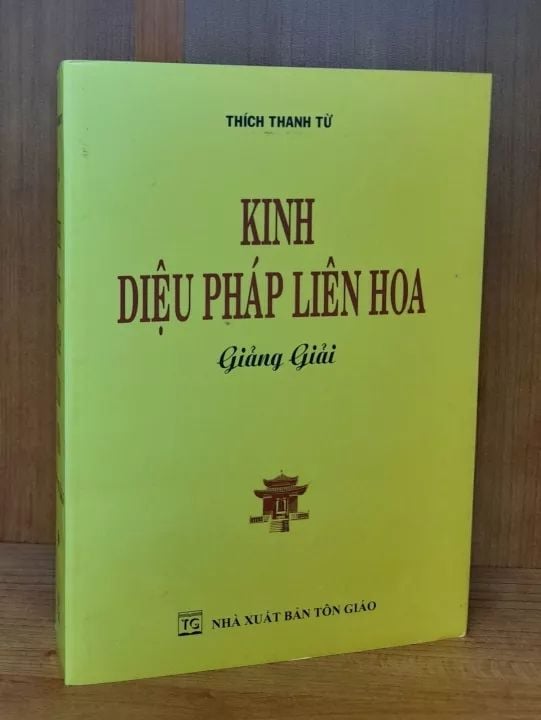 THÍCH THANH TỪ
KINH
DIỆU PHÁP LIÊN HOA
Giảng Giải
TG NHÀ XUẤT BẢN TÔN GIÁO